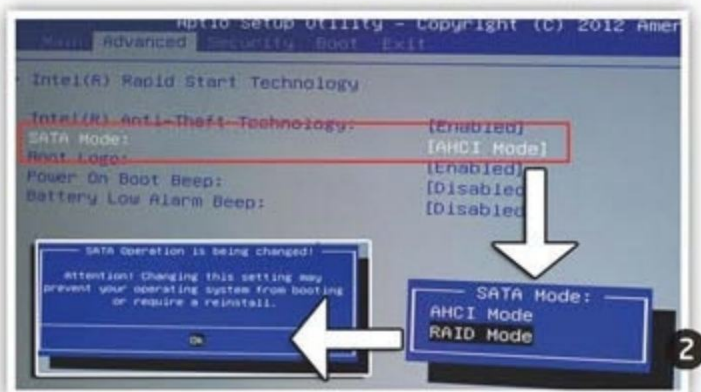 Aptio Setup Utility - Copyright (C) 2012 Amer
Main Advanced Security Boot Exit
Intel(R) Rapid Start Technology
Intel(R) Anti-Theft Technology: [Enabled]
SATA Mode: [AHCI Mode]
Boot Logo: [Enabled]
Power On Boot Beep: [Disabled
Battery Low Alarm Beep: [Disabled
SATA Operation is being changed!
Attention! Changing this setting may
prevent your operating system from booting
or require a reinstall.
Ok
SATA Mode:
AHCI Mode
RAID Mode
2